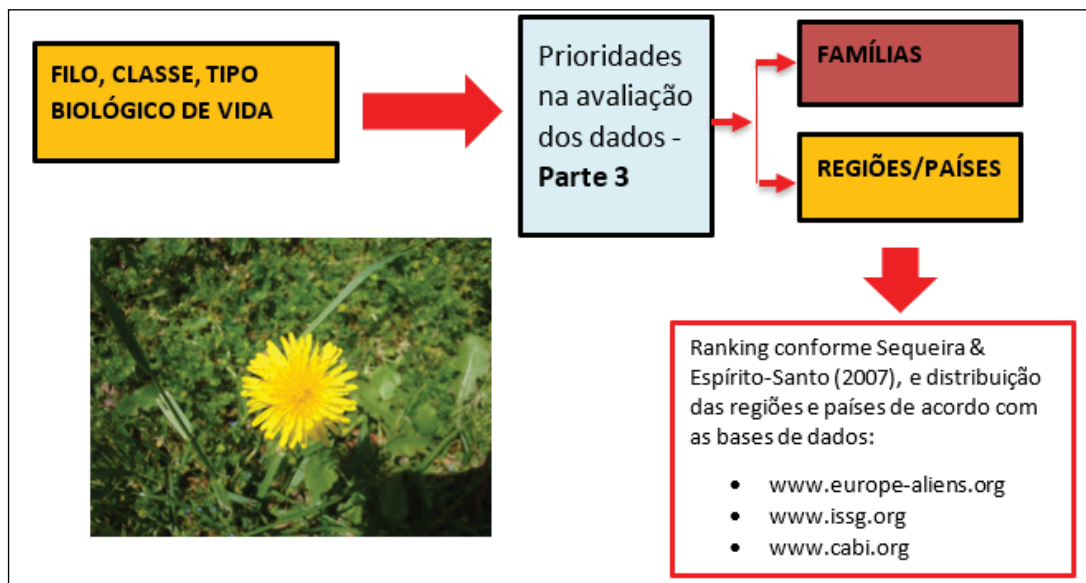 FILO, CLASSE, TIPO
BIOLÓGICO DE VIDA
Prioridades
na avaliação
dos dados -
Parte 3
FAMÍLIAS
REGIÕES/PAÍSES
Ranking conforme Sequeira &
Espírito-Santo (2007), e distribuição
das regiões e países de acordo com
as bases de dados:
• www.europe-aliens.org
• www.issg.org
• www.cabi.org